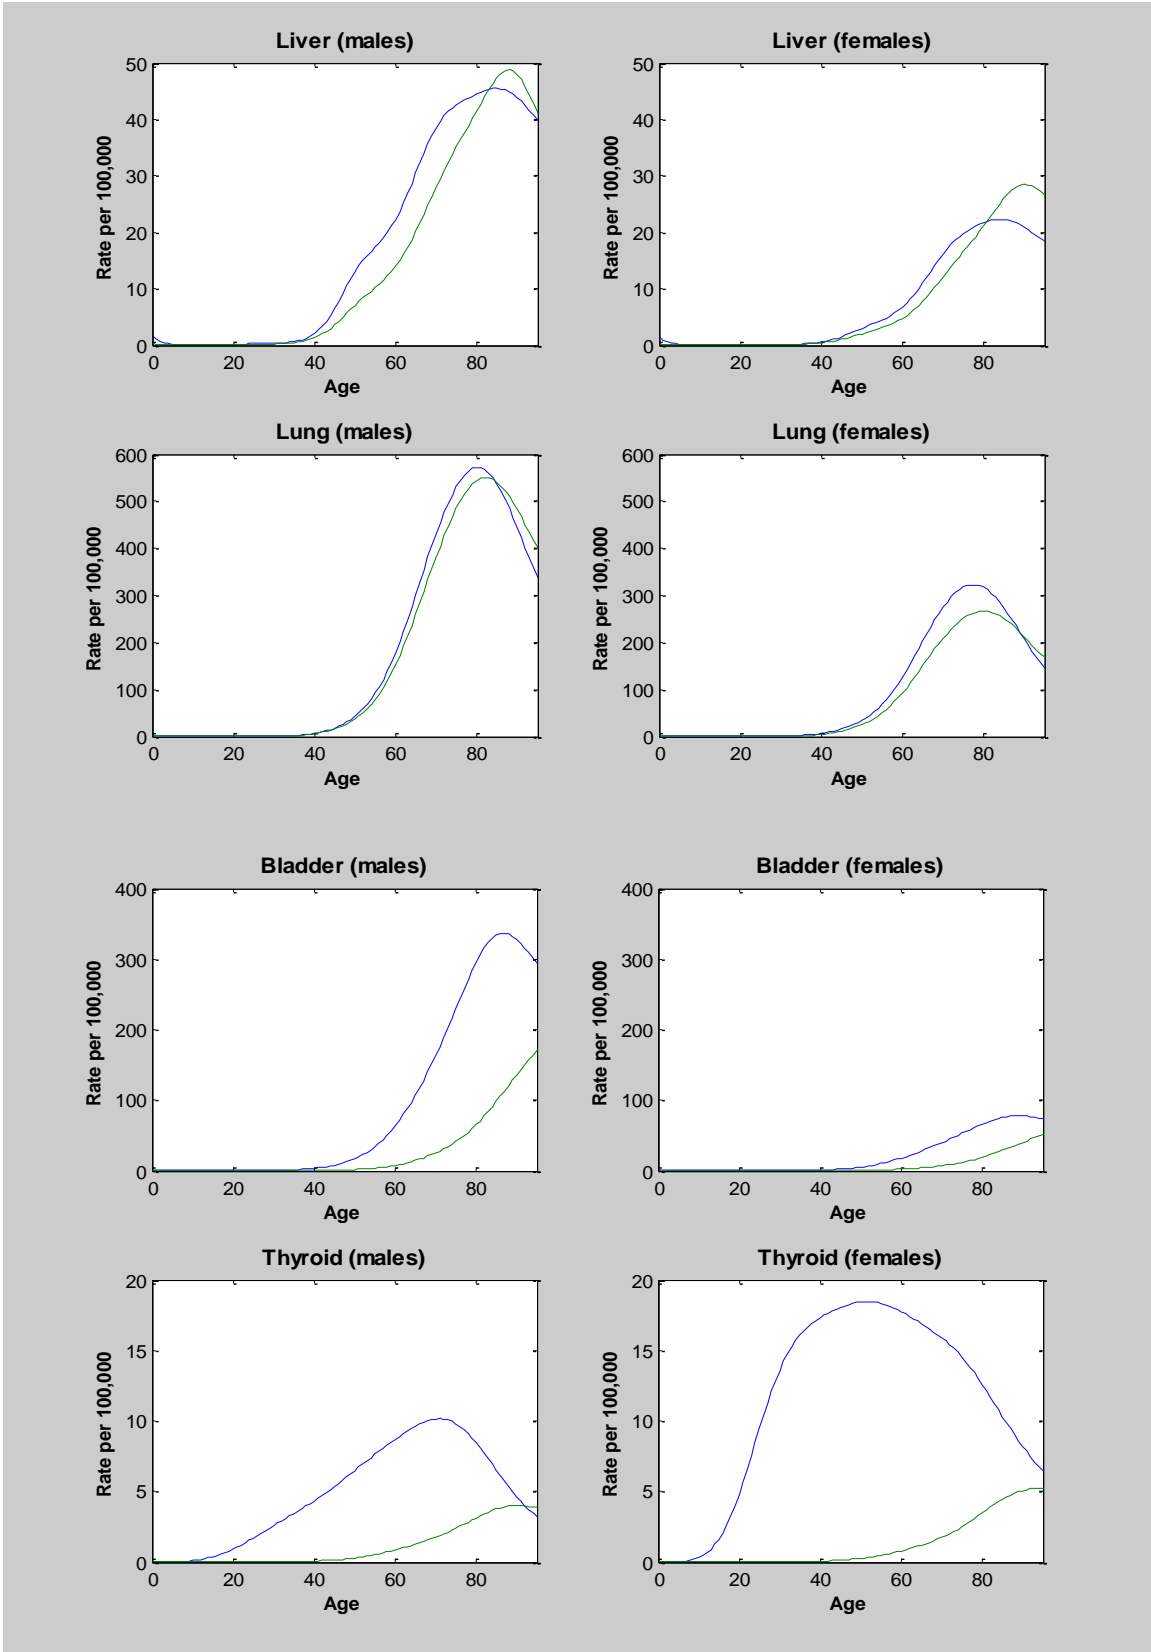 Liver (males)
50
40
30
20
10
0
0 20 40 60 80
Rate per 100,000
Age
Liver (females)
50
40
30
20
10
0
0 20 40 60 80
Rate per 100,000
Age
Lung (males)
600
500
400
300
200
100
0
0 20 40 60 80
Rate per 100,000
Age
Lung (females)
600
500
400
300
200
100
0
0 20 40 60 80
Rate per 100,000
Age
Bladder (males)
400
300
200
100
0
0 20 40 60 80
Rate per 100,000
Age
Bladder (females)
400
300
200
100
0
0 20 40 60 80
Rate per 100,000
Age
Thyroid (males)
20
15
10
5
0
0 20 40 60 80
Rate per 100,000
Age
Thyroid (females)
20
15
10
5
0
0 20 40 60 80
Rate per 100,000
Age